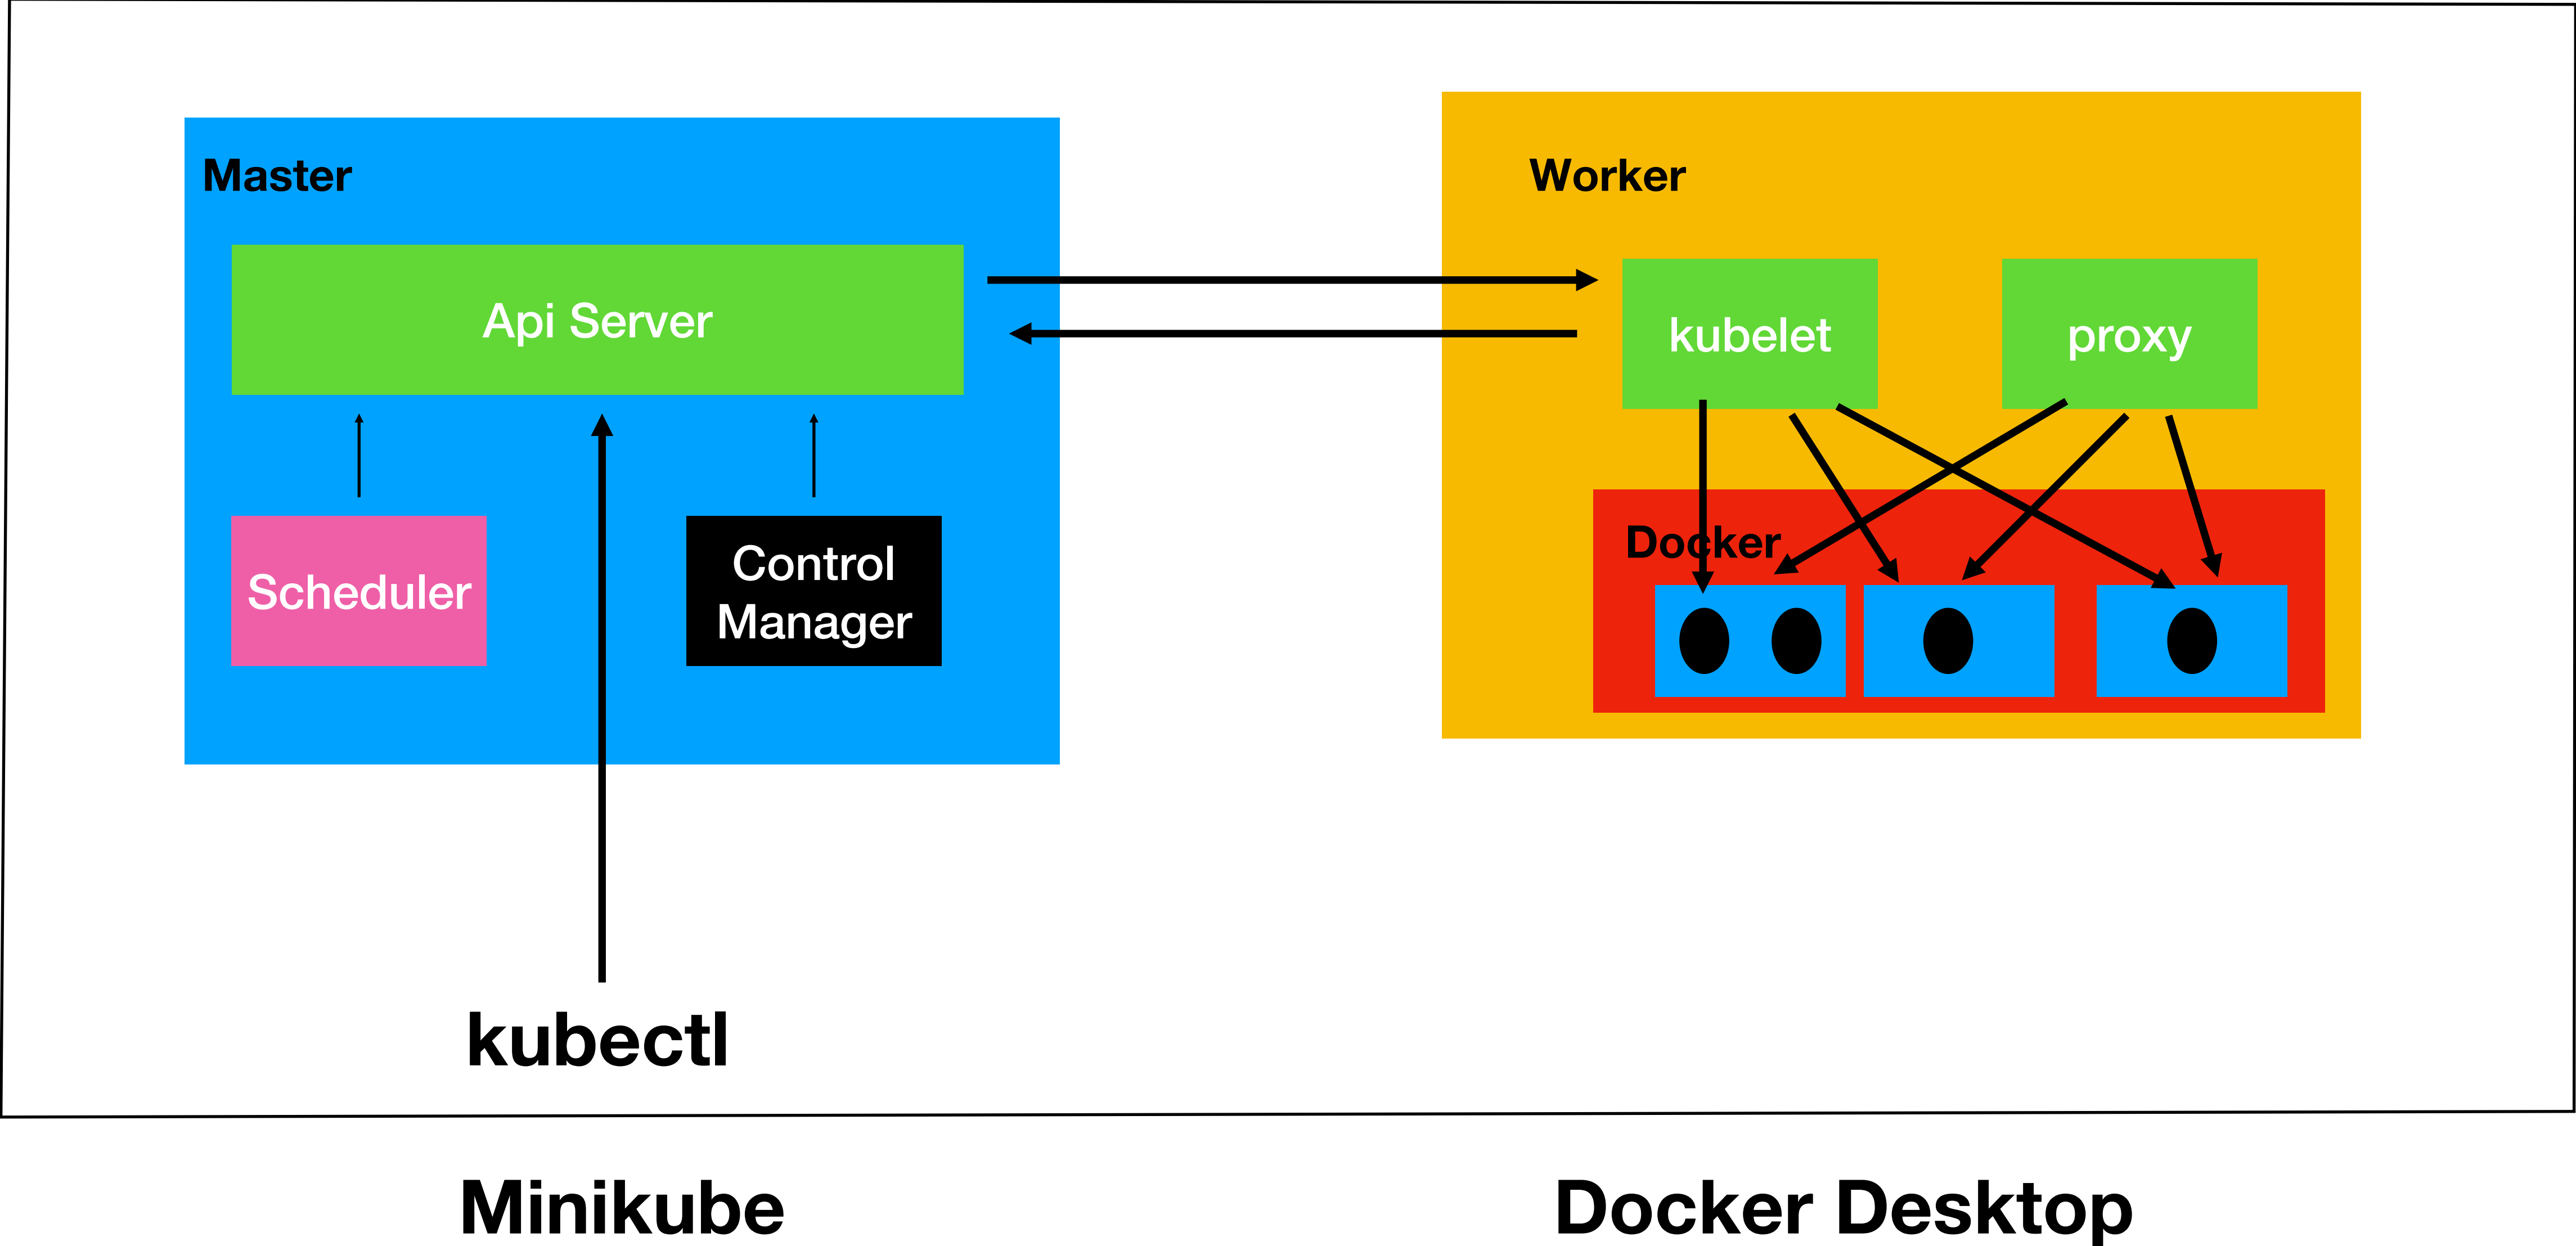 Master
Worker
Api Server
kubelet
proxy
Scheduler
Control
Manager
Docker
kubectl
Minikube
Docker Desktop